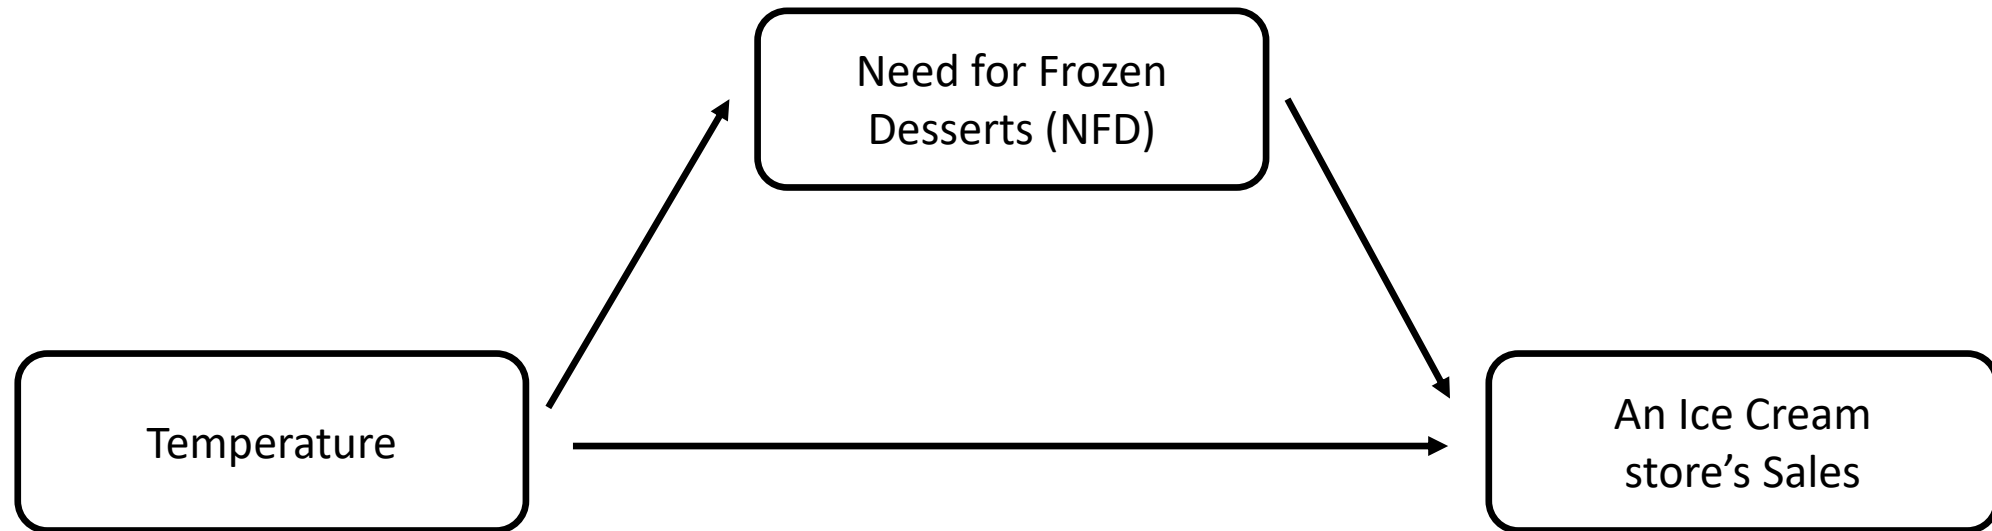 Need for Frozen
Desserts (NFD)
Temperature
An Ice Cream
store’s Sales